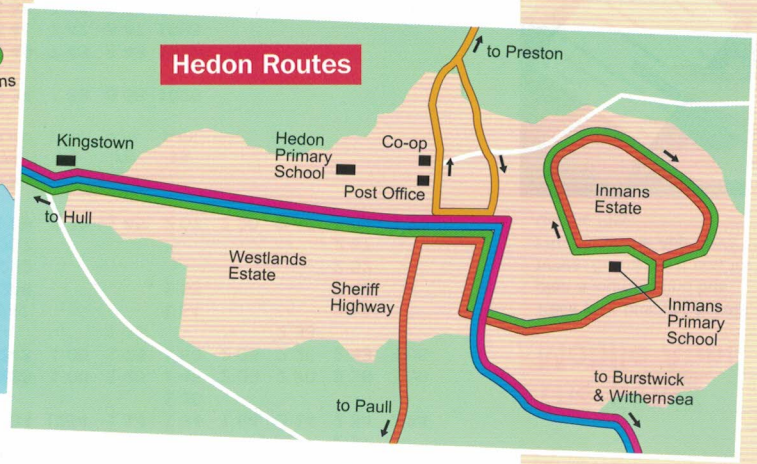 ns
Hedon Routes
to Preston
Kingstown
Hedon
Primary
School
Co-op
Post Office
Inmans
Estate
to Hull
Westlands
Estate
Sheriff
Highway
Inmans
Primary
School
to Paull
to Burstwick
& Withernsea